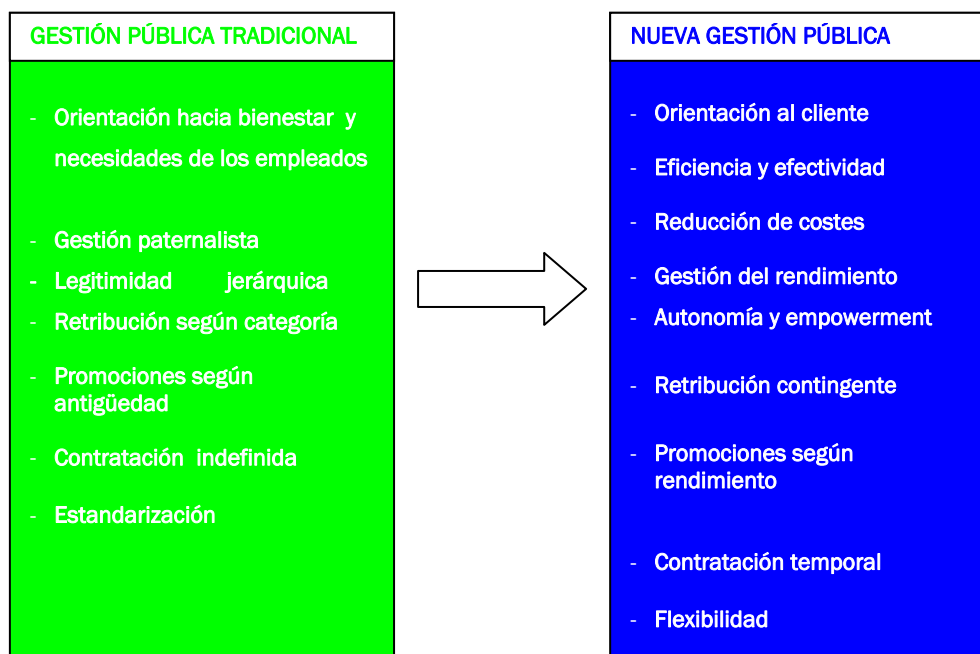 GESTIÓN PÚBLICA TRADICIONAL
- Orientación hacia bienestar y
necesidades de los empleados
- Gestión paternalista
- Legitimidad jerárquica
- Retribución según categoría
- Promociones según
antigüedad
- Contratación indefinida
- Estandarización
NUEVA GESTIÓN PÚBLICA
- Orientación al cliente
- Eficiencia y efectividad
- Reducción de costes
- Gestión del rendimiento
- Autonomía y empowerment
- Retribución contingente
- Promociones según
rendimiento
- Contratación temporal
- Flexibilidad